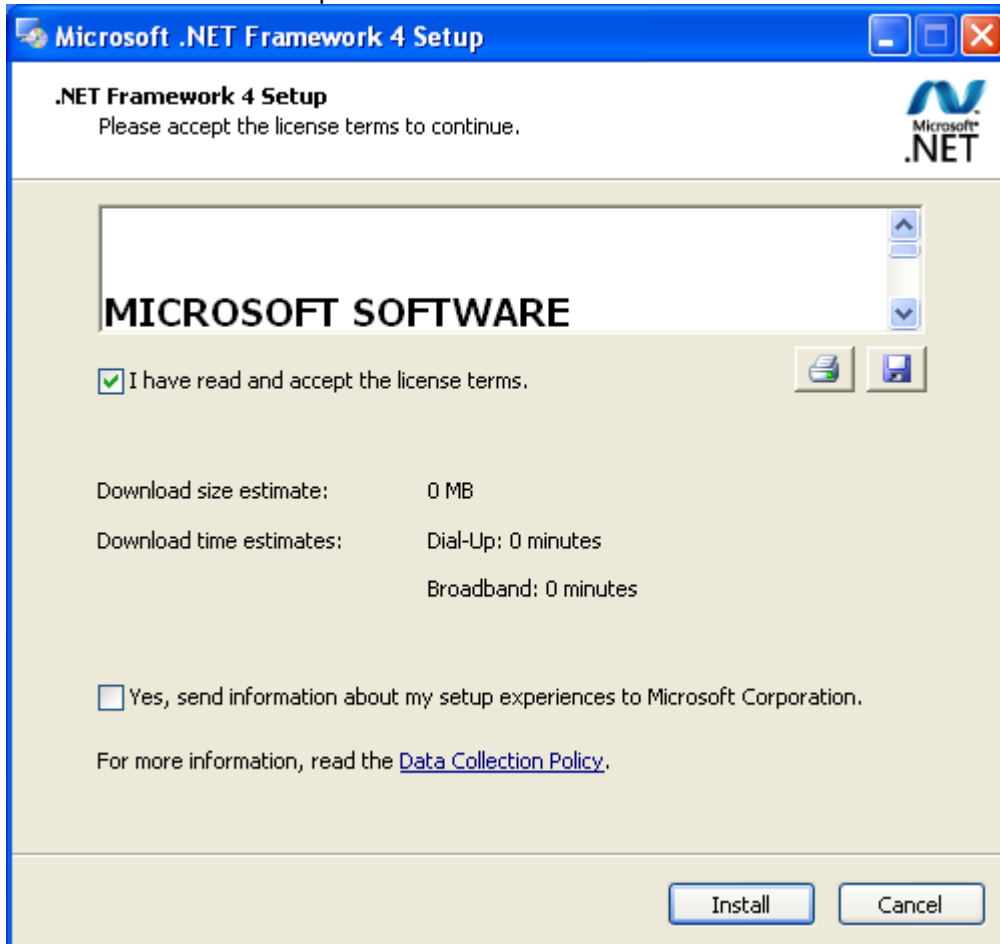 Microsoft .NET Framework 4 Setup
.NET Framework 4 Setup
Please accept the license terms to continue.
Microsoft®
.NET
MICROSOFT SOFTWARE
I have read and accept the license terms.
Download size estimate: 0 MB
Download time estimates: Dial-Up: 0 minutes
Broadband: 0 minutes
Yes, send information about my setup experiences to Microsoft Corporation.
For more information, read the Data Collection Policy.
Install Cancel